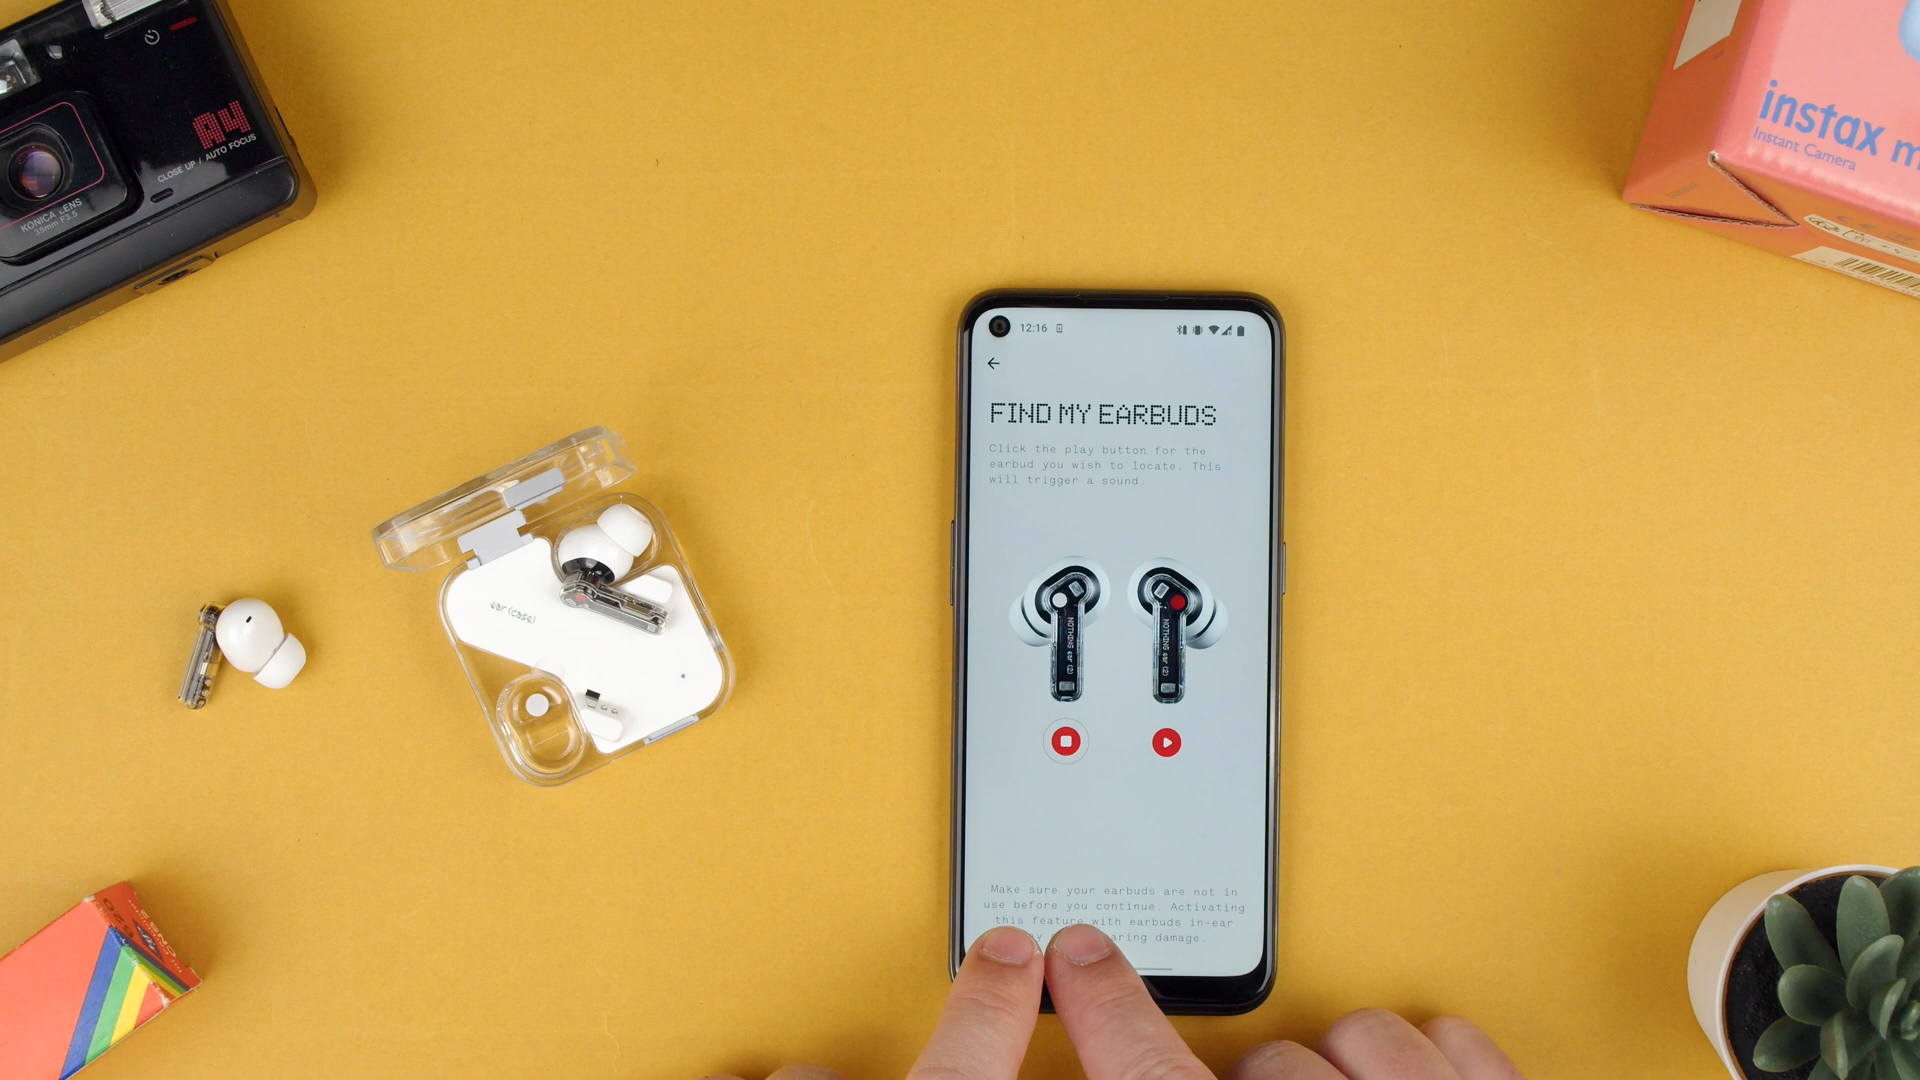 A4
CLOSE UP / AUTO FOCUS
KONICA LENS
35mm F3.5
instax
Instant Camera
12:16
FIND MY EARBUDS
Click the play button for the
earbud you wish to locate. This
will trigger a sound.
NOTHING ear (2)
NOTHING ear (2)
Make sure your earbuds are not in
use before you continue. Activating
this feature with earbuds in-ear
damage.
ear (case)